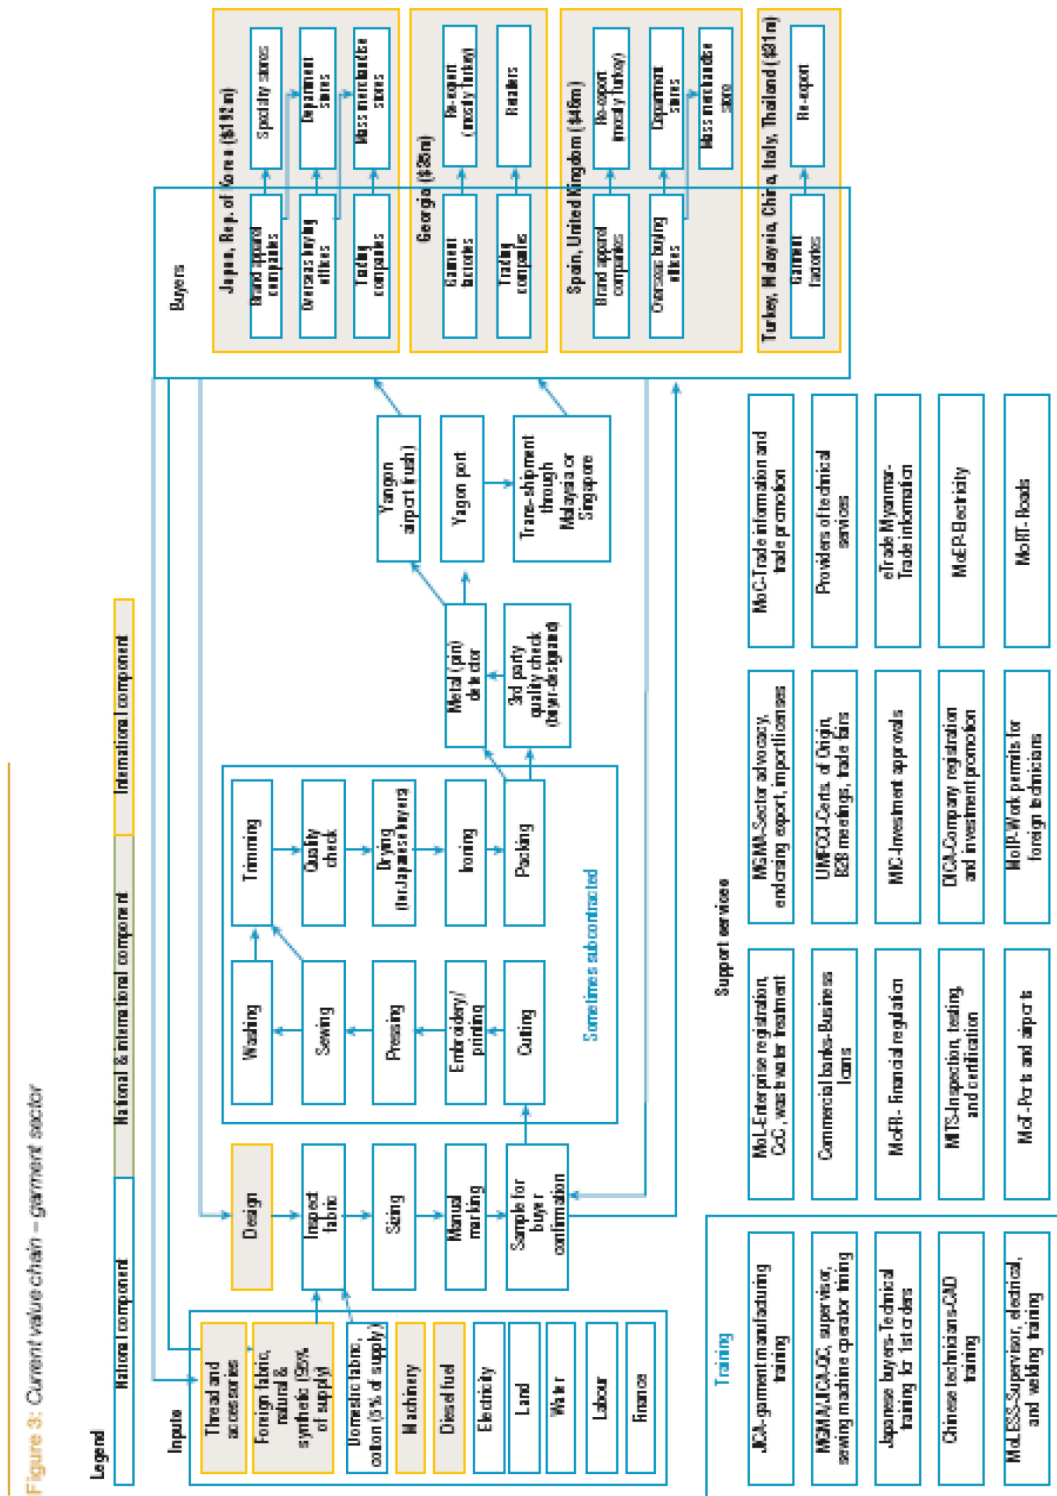 Figure 3: Current value chain – garment sector
Legend
National component
National & international component
International component
Inputs
Thread and
accessories
Foreign fabric,
natural &
synthetic (95%
of supply)
Domestic fabric,
cotton (5% of supply)
Machinery
Diesel fuel
Electricity
Land
Water
Labour
Finance
Design
Inspect
fabric
Sizing
Manual
marking
Sample for
buyer
confirmation
Washing
Sewing
Pressing
Embroidery/
printing
Cutting
Trimming
Quality
check
Drying
(for Japanese buyers)
Ironing
Packing
Sometimes subcontracted
Metal (pin)
detector
3rd party
quality check
(buyer-designated)
Yangon
airport (rush)
Yagon port
Trans-shipment
through
Malaysia or
Singapore
Buyers
Japan, Rep. of Korea ($192m)
Brand apparel
companies
Specialty stores
Overseas buying
offices
Department
stores
Trading
companies
Mass merchandise
stores
Georgia ($35m)
Garment
factories
Re-export
(mostly Turkey)
Trading
companies
Retailers
Spain, United Kingdom ($46m)
Brand apparel
companies
Re-export
(mostly Turkey)
Overseas buying
offices
Department
stores
Mass merchandise
store
Turkey, Malaysia, China, Italy, Thailand ($31m)
Garment
factories
Re-export
Training
JICA-garment manufacturing
training
MGMA/JICA-QC, supervisor,
sewing machine operator trining
Japanese buyers-Technical
training for 1st orders
Chinese technicians-CAD
training
MoLESS-Supervisor, electrical,
and welding training
Support services
MoL-Enterprise registration,
CoC, waste water treatment
Commercial banks-Business
loans
MoFR- Financial regulation
MITS-Inspection, testing
and certification
MoT-Ports and airports
MGMA-Sector advocacy,
endorsing export, import licenses
UMFCCI-Certs. of Origin,
B2B meetings, trade fairs
MIC-Investment approvals
DICA-Company registration
and investment promotion
MoIP-Work permits for
foreign technicians
MoC-Trade information and
trade promotion
Providers of technical
services
eTrade Myanmar-
Trade information
MoEP-Electricity
MoRT- Roads